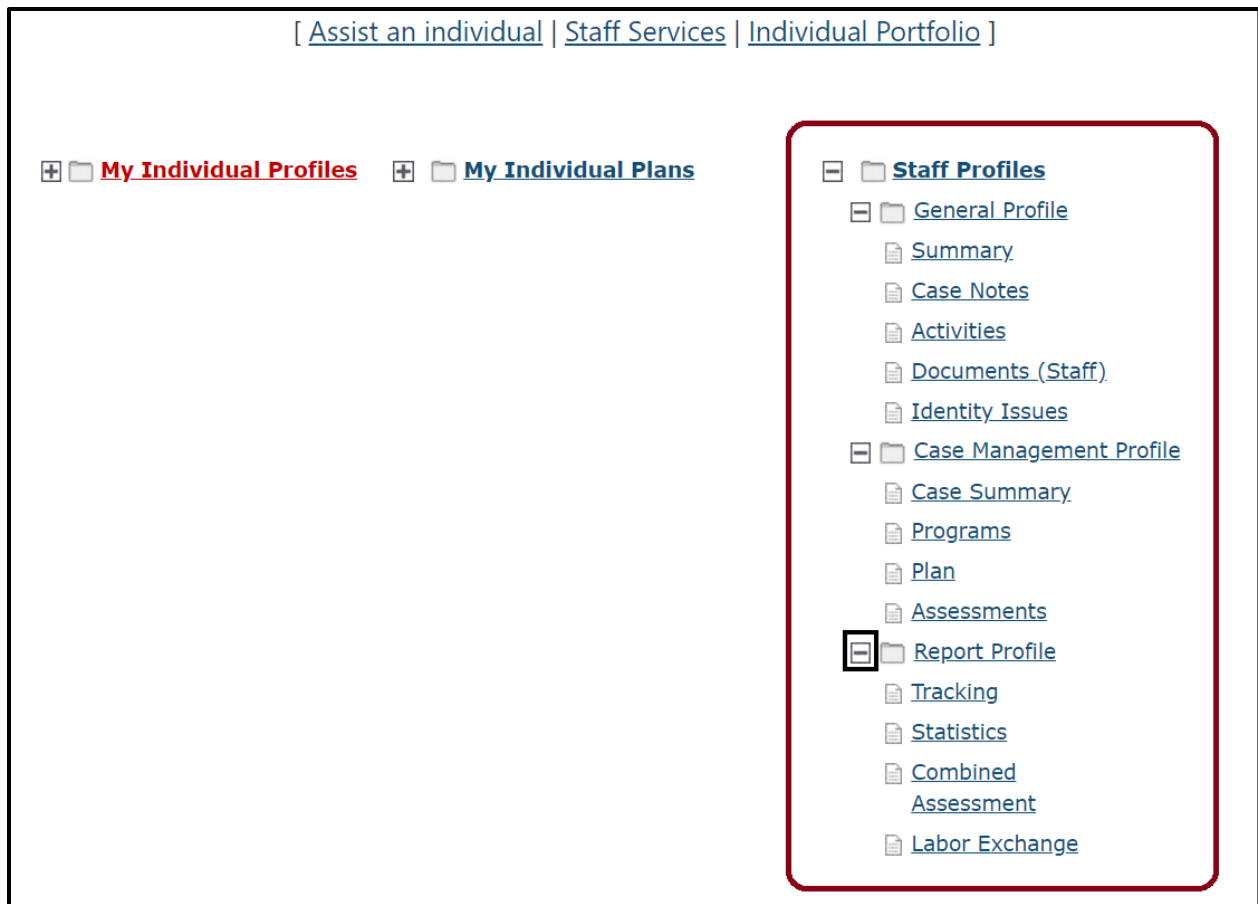 [ Assist an individual | Staff Services | Individual Portfolio ]
My Individual Profiles
My Individual Plans
Staff Profiles
General Profile
Summary
Case Notes
Activities
Documents (Staff)
Identity Issues
Case Management Profile
Case Summary
Programs
Plan
Assessments
Report Profile
Tracking
Statistics
Combined
Assessment
Labor Exchange